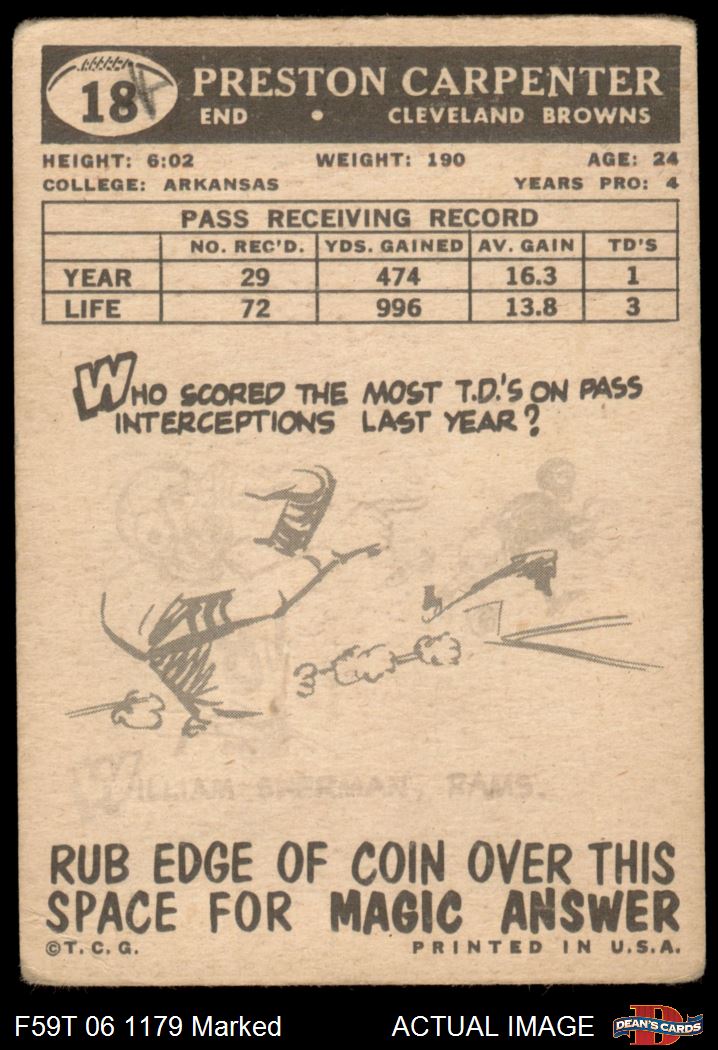 18
PRESTON CARPENTER
END • CLEVELAND BROWNS
HEIGHT: 6:02 WEIGHT: 190 AGE: 24
COLLEGE: ARKANSAS YEARS PRO: 4
PASS RECEIVING RECORD
NO. REC'D. YDS. GAINED AV. GAIN TD'S
YEAR 29 474 16.3 1
LIFE 72 996 13.8 3
WHO SCORED THE MOST T.D.'S ON PASS
INTERCEPTIONS LAST YEAR?
WILLIAM SHERMAN, RAMS.
RUB EDGE OF COIN OVER THIS
SPACE FOR MAGIC ANSWER
©T.C.G. PRINTED IN U.S.A.
F59T 06 1179 Marked ACTUAL IMAGE DEAN'S CARDS